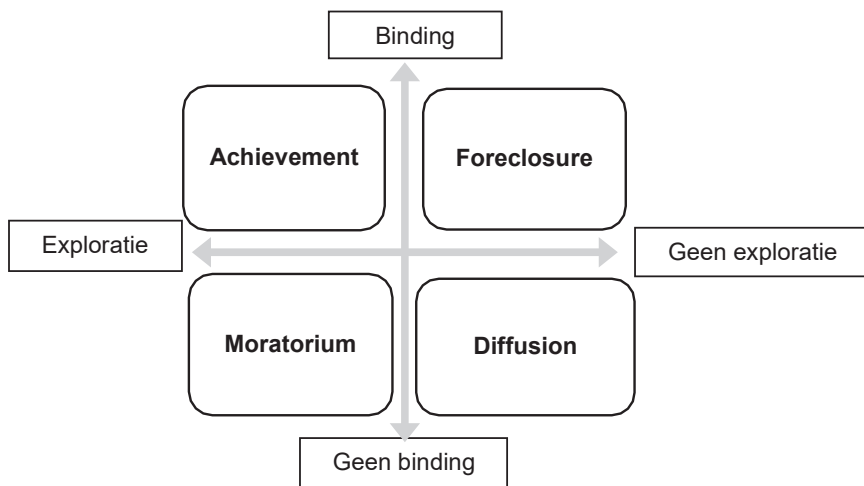 Binding
Achievement
Foreclosure
Exploratie
Geen exploratie
Moratorium
Diffusion
Geen binding